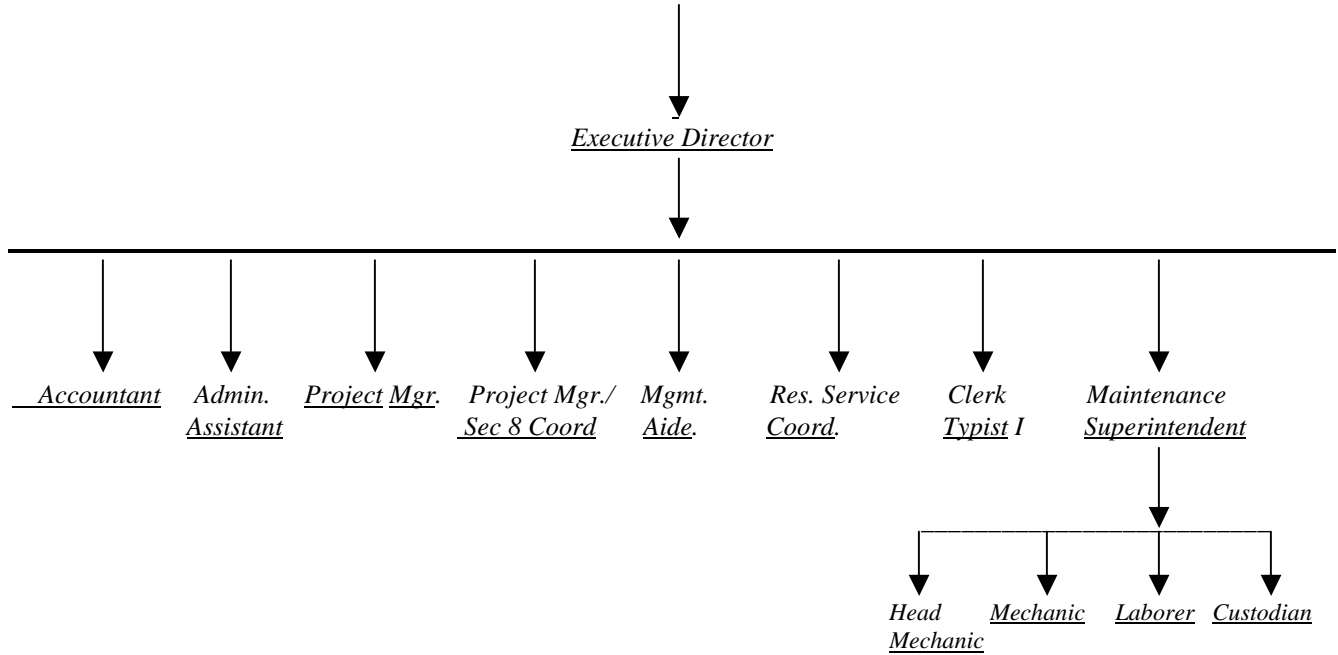 Executive Director
Accountant Admin. Project Mgr. Project Mgr./ Mgmt. Res. Service Clerk Maintenance
Assistant Sec 8 Coord Aide. Coord. Typist I Superintendent
Head Mechanic Laborer Custodian
Mechanic